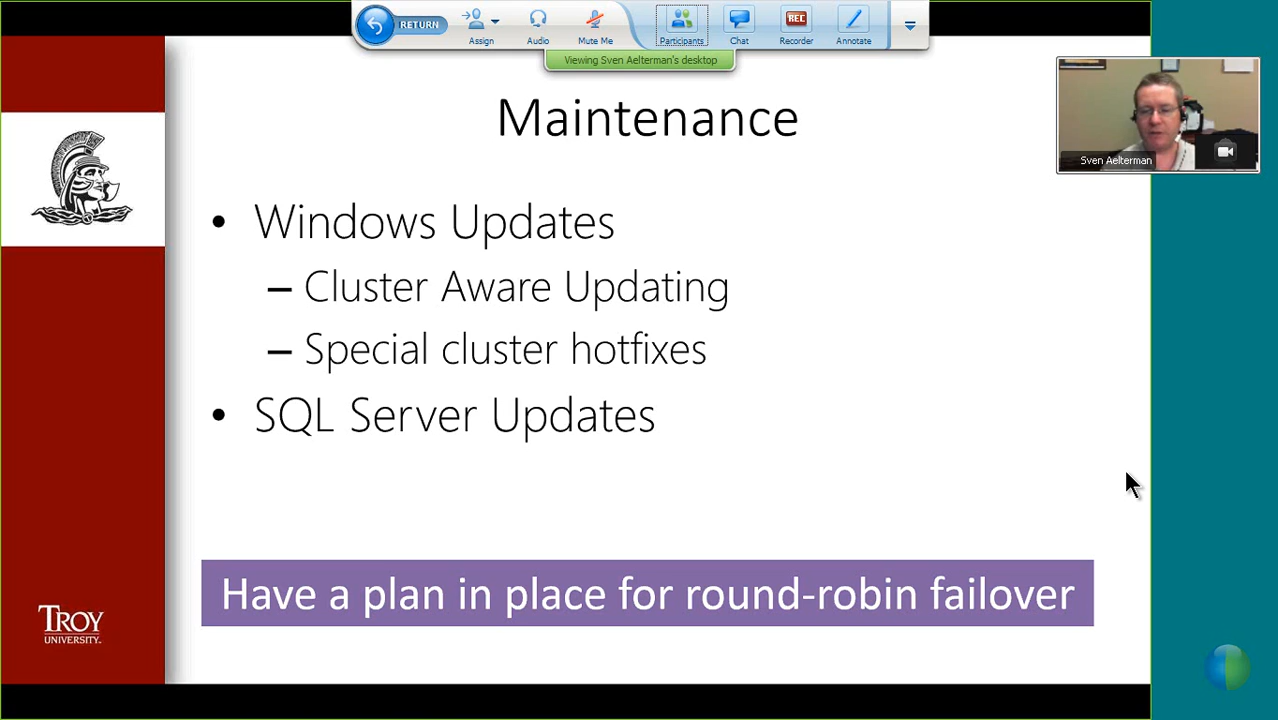 RETURN
Assign
Audio
Mute Me
Participants
Chat
REC
Recorder
Annotate
Viewing Sven Aelterman's desktop
Sven Aelterman
Maintenance
• Windows Updates
– Cluster Aware Updating
– Special cluster hotfixes
• SQL Server Updates
Have a plan in place for round-robin failover
TROY
UNIVERSITY